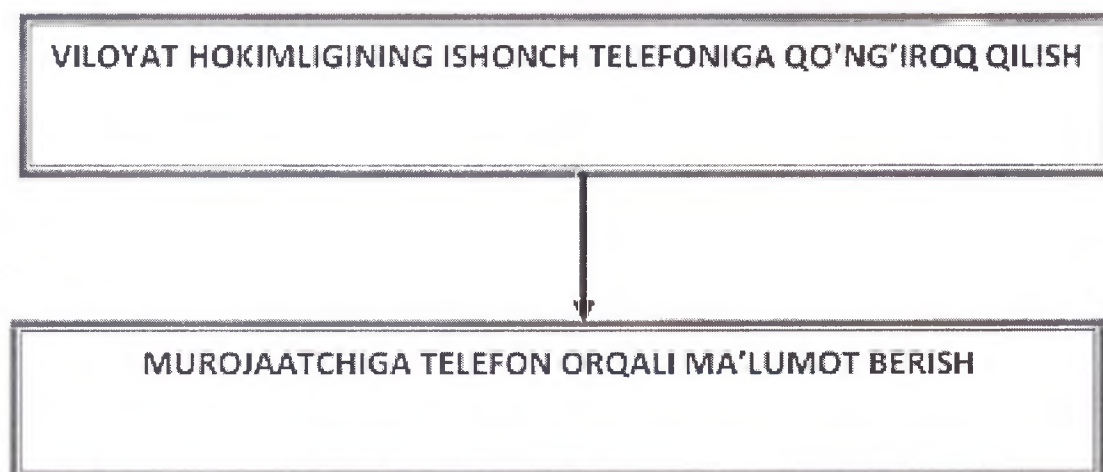 VILOYAT HOKIMLIGINING ISHONCH TELEFONIGA QO'NG'IROQ QILISH
MUROJAATCHIGA TELEFON ORQALI MA'LUMOT BERISH